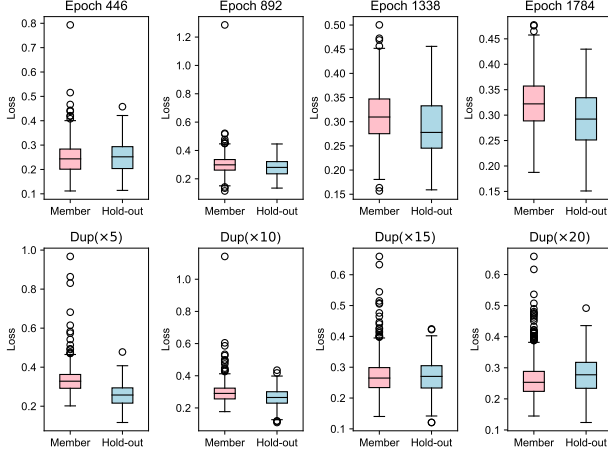 Epoch 446
Epoch 892
Epoch 1338
Epoch 1784
0.8
0.7
0.6
0.5
0.4
0.3
0.2
0.1
Loss
Member
Hold-out
1.2
1.0
0.8
0.6
0.4
0.2
Loss
Member
Hold-out
0.50
0.45
0.40
0.35
0.30
0.25
0.20
0.15
Loss
Member
Hold-out
0.45
0.40
0.35
0.30
0.25
0.20
0.15
Loss
Member
Hold-out
Dup(×5)
Dup(×10)
Dup(×15)
Dup(×20)
1.0
0.8
0.6
0.4
0.2
Loss
Member
Hold-out
1.0
0.8
0.6
0.4
0.2
Loss
Member
Hold-out
0.6
0.5
0.4
0.3
0.2
0.1
Loss
Member
Hold-out
0.6
0.5
0.4
0.3
0.2
0.1
Loss
Member
Hold-out